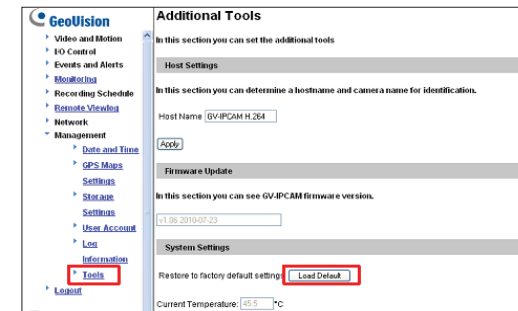 GeoVision
Video and Motion
I/O Control
Events and Alerts
Monitoring
Recording Schedule
Remote Viewlog
Network
Management
Date and Time
GPS Maps
Settings
Storage
Settings
User Account
Log
Information
Tools
Logout
Additional Tools
In this section you can set the additional tools
Host Settings
In this section you can determine a hostname and camera name for identification.
Host Name GV-IPCAM H.264
Apply
Firmware Update
In this section you can see GV-IPCAM firmware version.
v1.06 2010-07-23
System Settings
Restore to factory default settings Load Default
Current Temperature: 45.5 °C